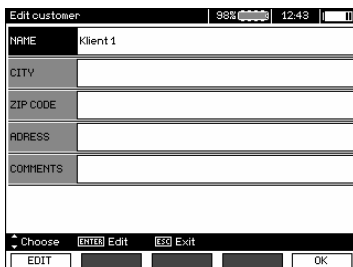 Edit customer 98% 12:43
NAME Klient 1
CITY
ZIP CODE
ADRESS
COMMENTS
Choose ENTER Edit ESC Exit
EDIT OK